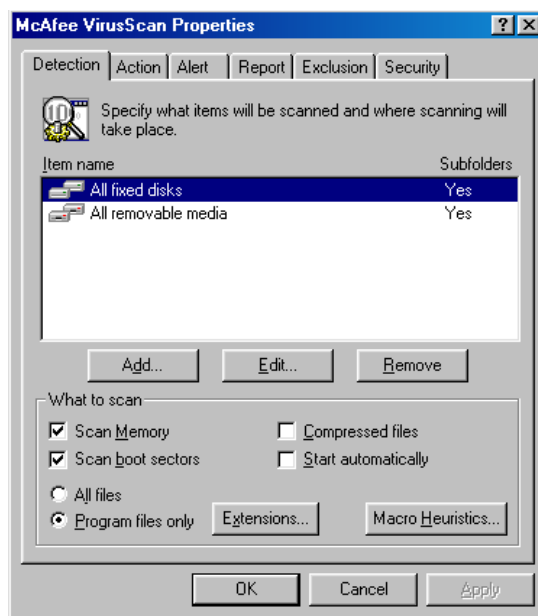 McAfee VirusScan Properties
Detection Action Alert Report Exclusion Security
Specify what items will be scanned and where scanning will
take place.
Item name Subfolders
All fixed disks Yes
All removable media Yes
Add... Edit... Remove
What to scan
Scan Memory Compressed files
Scan boot sectors Start automatically
All files
Program files only Extensions... Macro Heuristics...
OK Cancel Apply